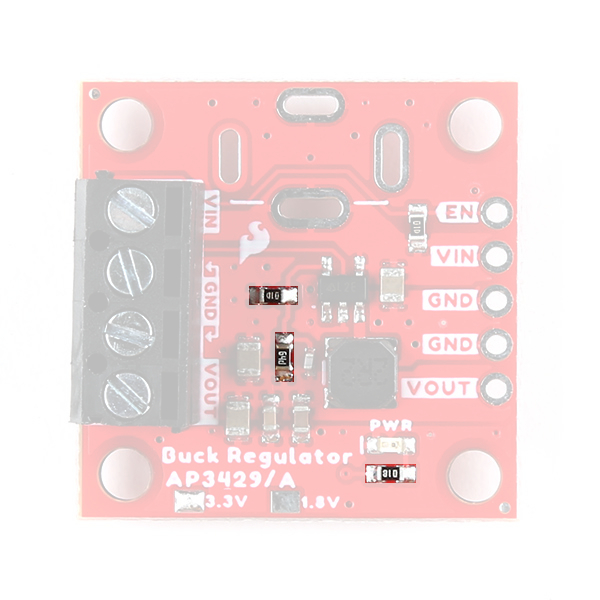 EN
VIN
VIN
GND
GND
GND
VOUT
VOUT
PWR
Buck Regulator
AP3429/A
3.3V
1.8V